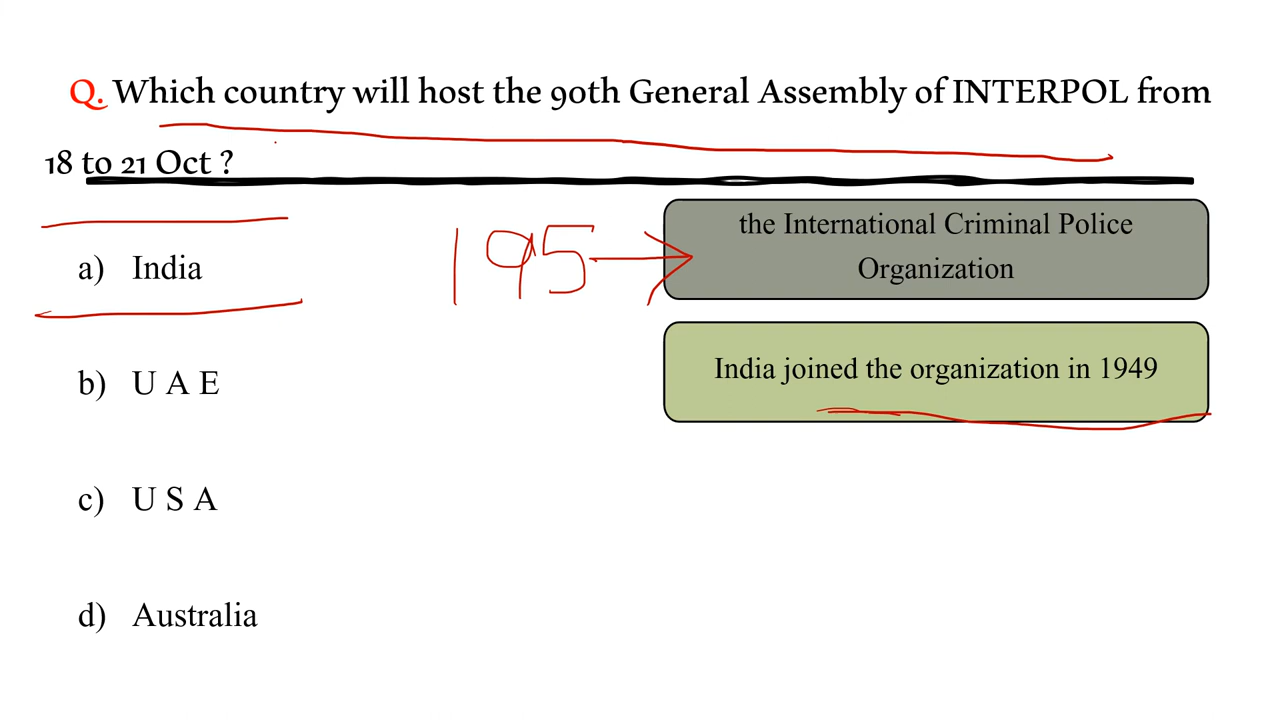 Q. Which country will host the 90th General Assembly of INTERPOL from
18 to 21 Oct ?
a) India
b) U A E
c) U S A
d) Australia
195
the International Criminal Police
Organization
India joined the organization in 1949